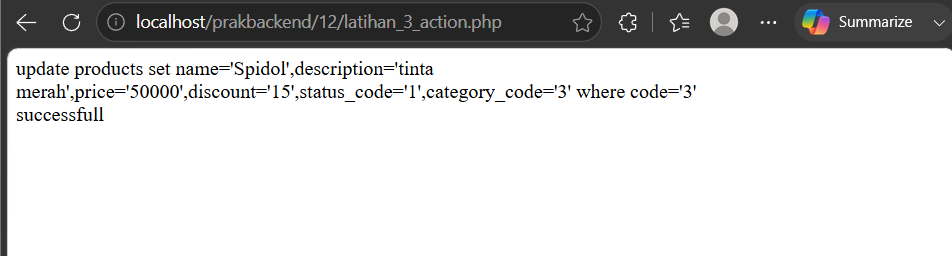 localhost/prakbackend/12/latihan_3_action.php
Summarize
update products set name='Spidol',description='tinta
merah',price='50000',discount='15',status_code='1',category_code='3' where code='3'
successfull